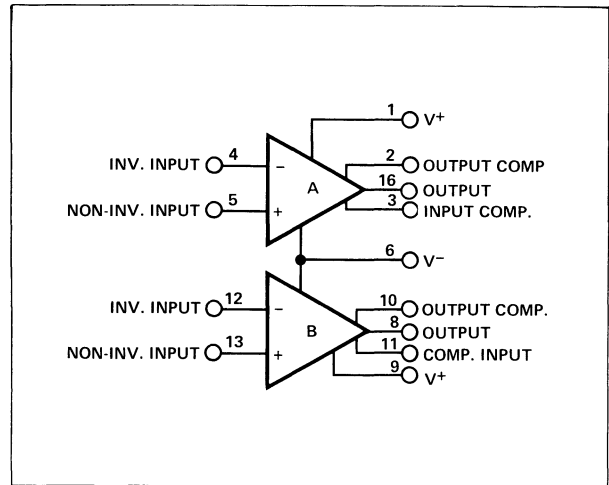 1 V+
INV. INPUT 4 − 2 OUTPUT COMP
A 16 OUTPUT
NON-INV. INPUT 5 + 3 INPUT COMP.
6 V−
INV. INPUT 12 − 10 OUTPUT COMP.
B 8 OUTPUT
NON-INV. INPUT 13 + 11 COMP. INPUT
9 V+